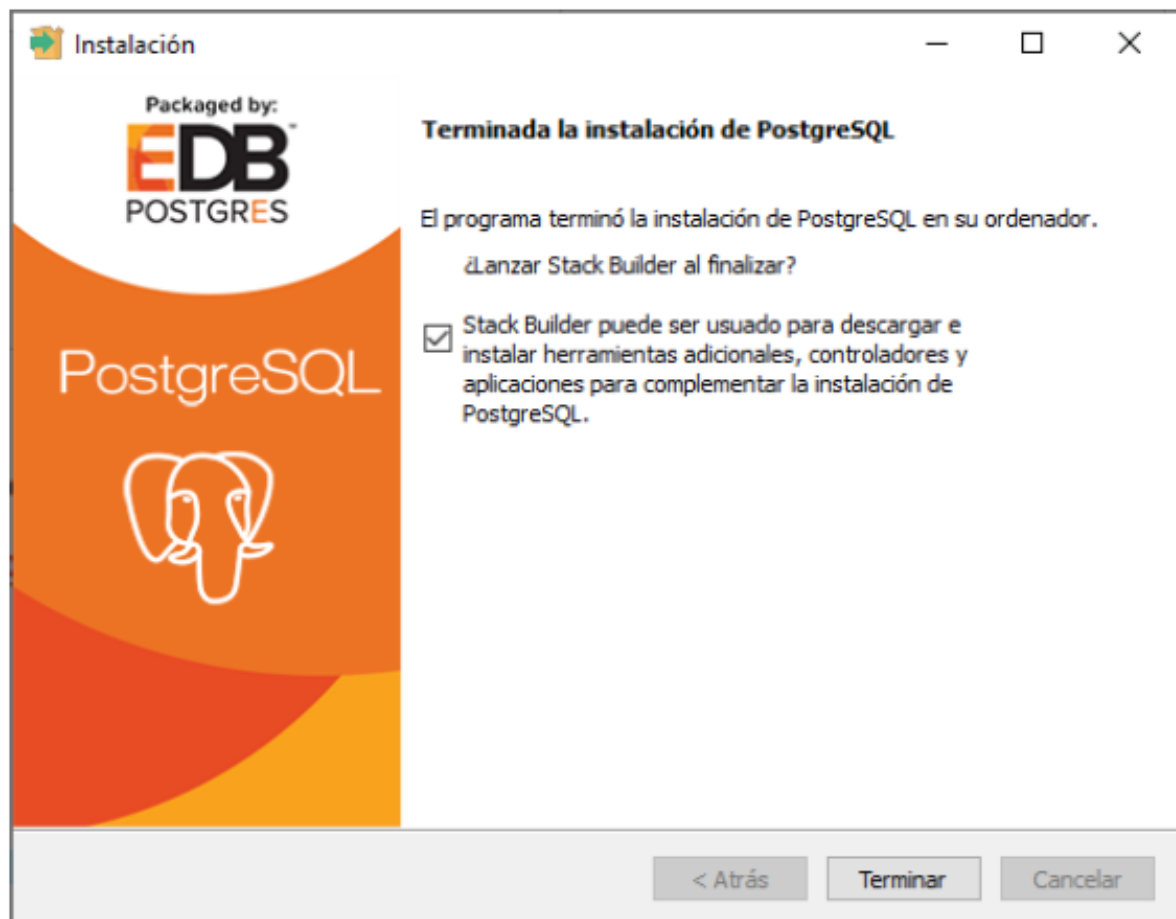 Instalación
Packaged by:
EDB™
POSTGRES
PostgreSQL
Terminada la instalación de PostgreSQL
El programa terminó la instalación de PostgreSQL en su ordenador.
¿Lanzar Stack Builder al finalizar?
Stack Builder puede ser usuado para descargar e
instalar herramientas adicionales, controladores y
aplicaciones para complementar la instalación de
PostgreSQL.
< Atrás
Terminar
Cancelar